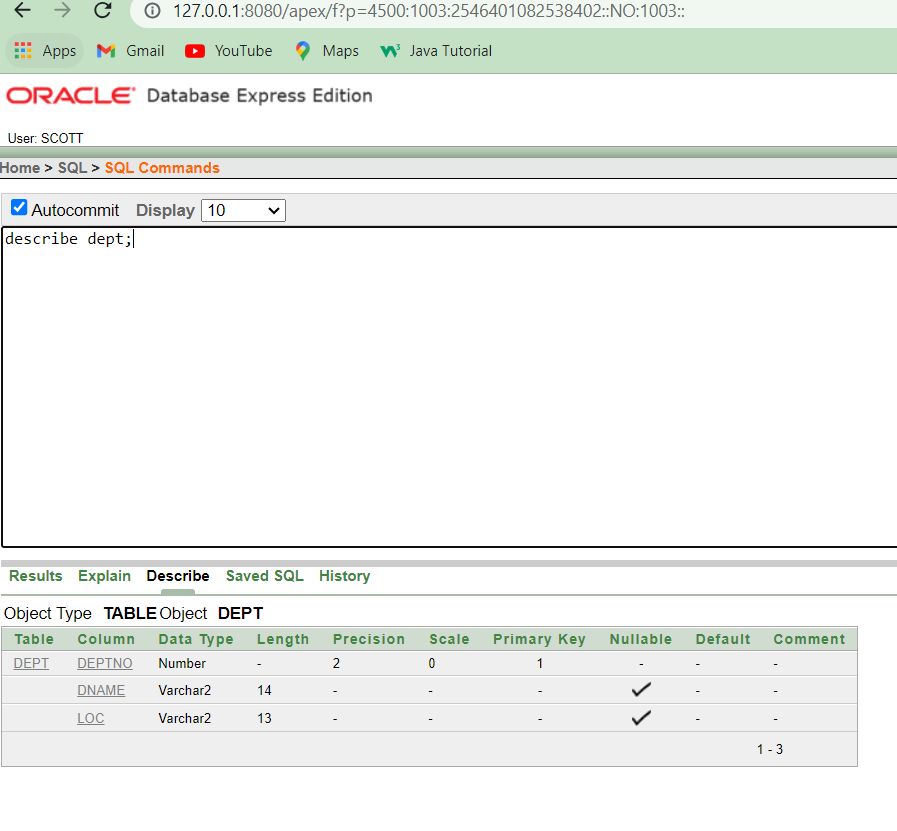 127.0.0.1:8080/apex/f?p=4500:1003:2546401082538402::NO:1003::
Apps Gmail YouTube Maps Java Tutorial
ORACLE Database Express Edition
User: SCOTT
Home > SQL > SQL Commands
Autocommit Display 10
describe dept;
Results Explain Describe Saved SQL History
Object Type TABLE Object DEPT
Table Column Data Type Length Precision Scale Primary Key Nullable Default Comment
DEPT DEPTNO Number - 2 0 1 - - -
DNAME Varchar2 14 - - - ✓ - -
LOC Varchar2 13 - - - ✓ - -
1 - 3